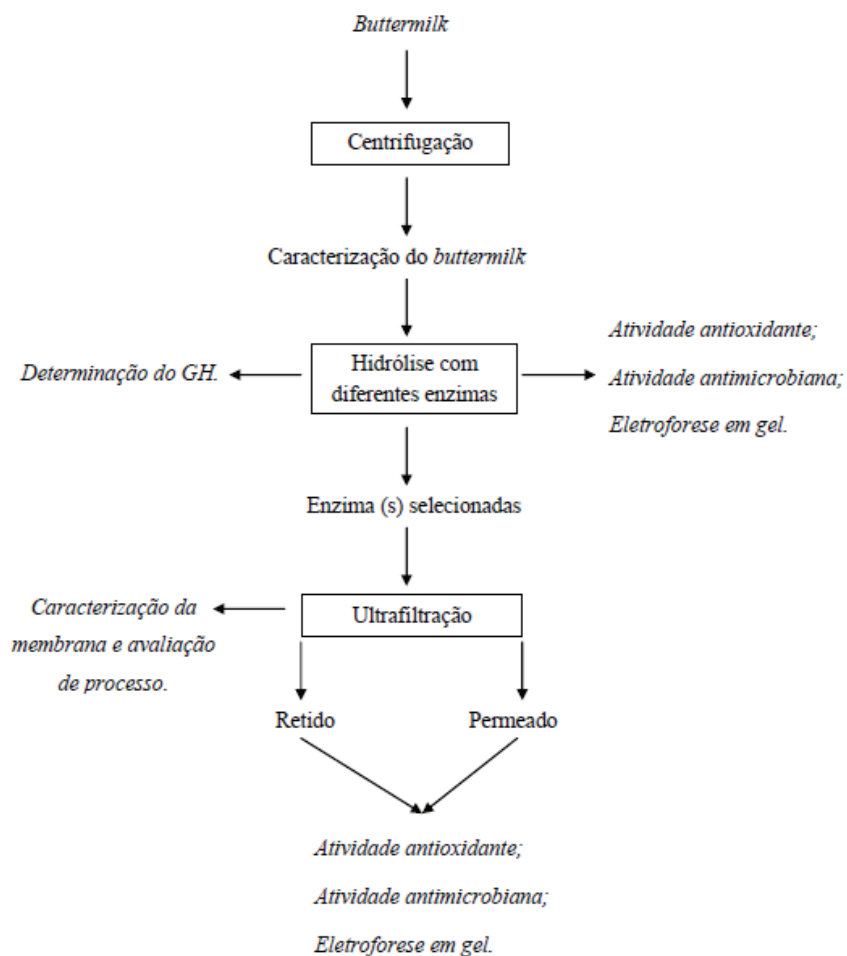 Buttermilk
Centrifugação
Caracterização do buttermilk
Determinação do GH.
Hidrólise com
diferentes enzimas
Atividade antioxidante;
Atividade antimicrobiana;
Eletroforese em gel.
Enzima (s) selecionadas
Ultrafiltração
Caracterização da
membrana e avaliação
de processo.
Retido
Permeado
Atividade antioxidante;
Atividade antimicrobiana;
Eletroforese em gel.